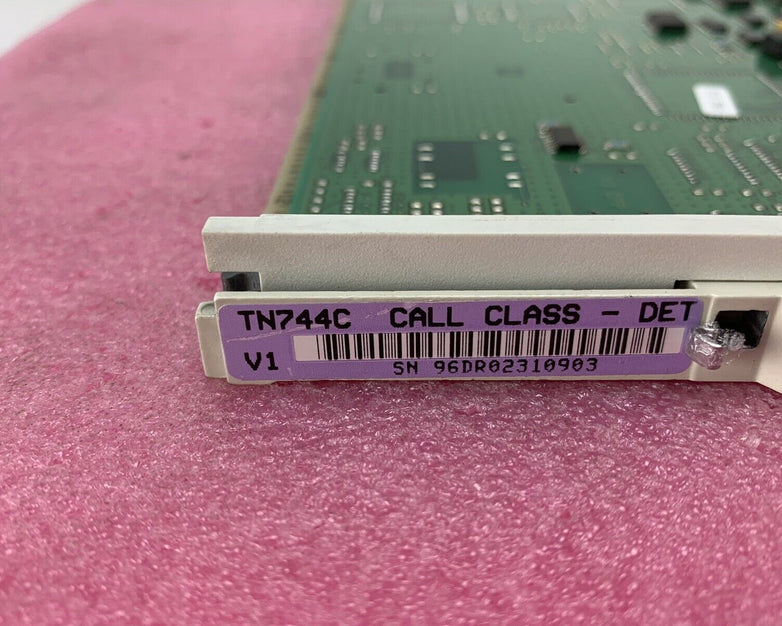 TN744C CALL CLASS - DET
V1
SN 96DR02310903